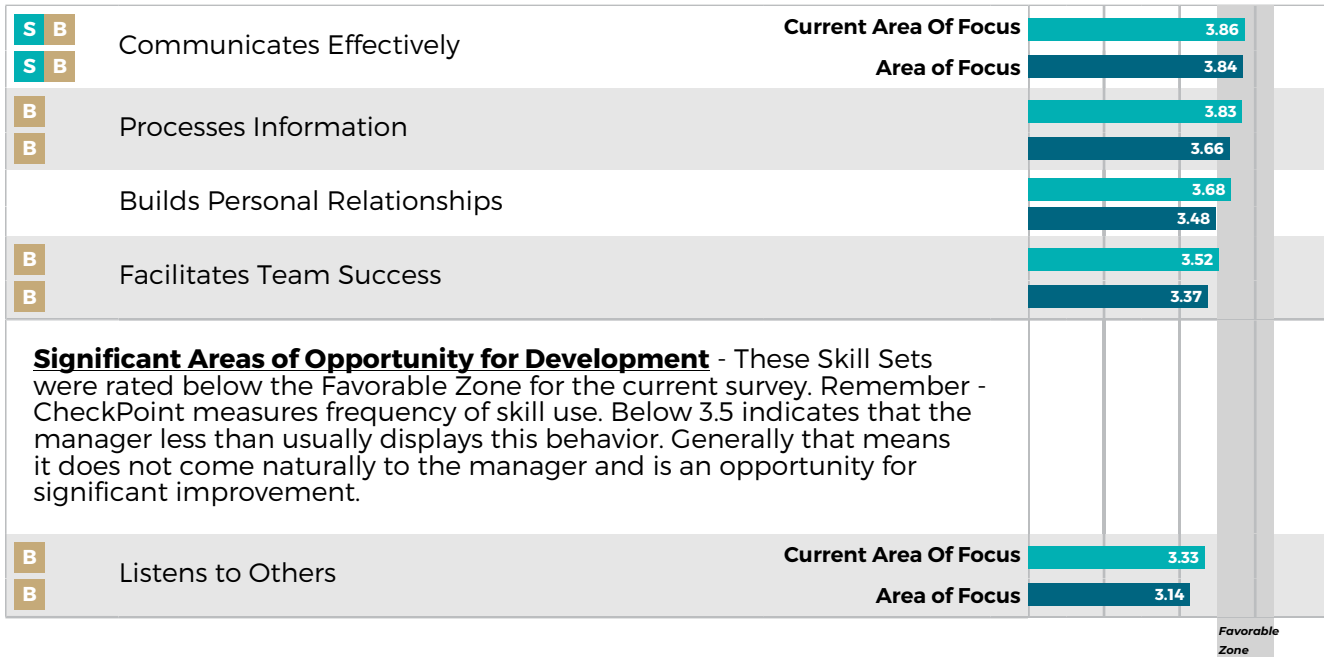 S B Communicates Effectively Current Area Of Focus 3.86
S B Area of Focus 3.84
B Processes Information 3.83
B 3.66
Builds Personal Relationships 3.68
3.48
B Facilitates Team Success 3.52
B 3.37
Significant Areas of Opportunity for Development - These Skill Sets
were rated below the Favorable Zone for the current survey. Remember -
CheckPoint measures frequency of skill use. Below 3.5 indicates that the
manager less than usually displays this behavior. Generally that means
it does not come naturally to the manager and is an opportunity for
significant improvement.
B Listens to Others Current Area Of Focus 3.33
B Area of Focus 3.14
Favorable
Zone